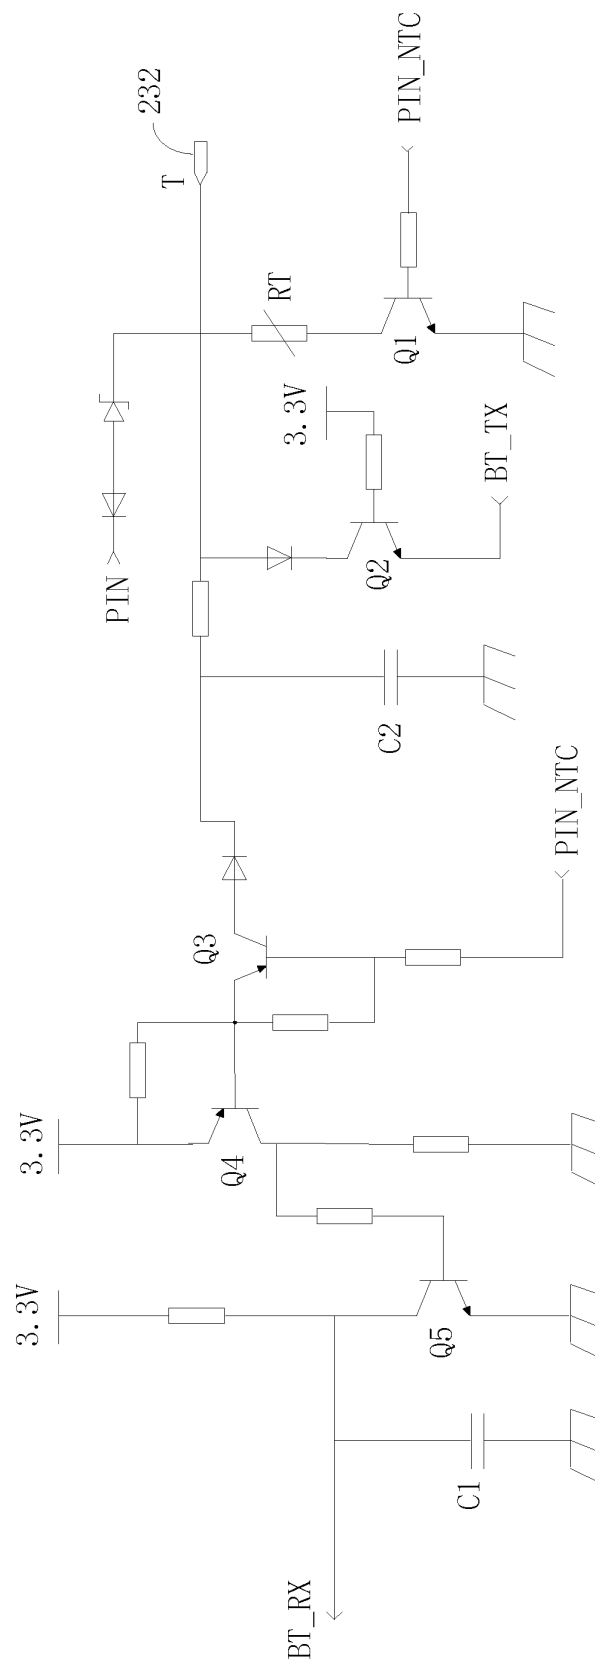 232
T
PIN_NTC
RT
Q1
3.3V
BT_TX
PIN
Q2
C2
PIN_NTC
Q3
3.3V
Q4
3.3V
Q5
C1
BT_RX